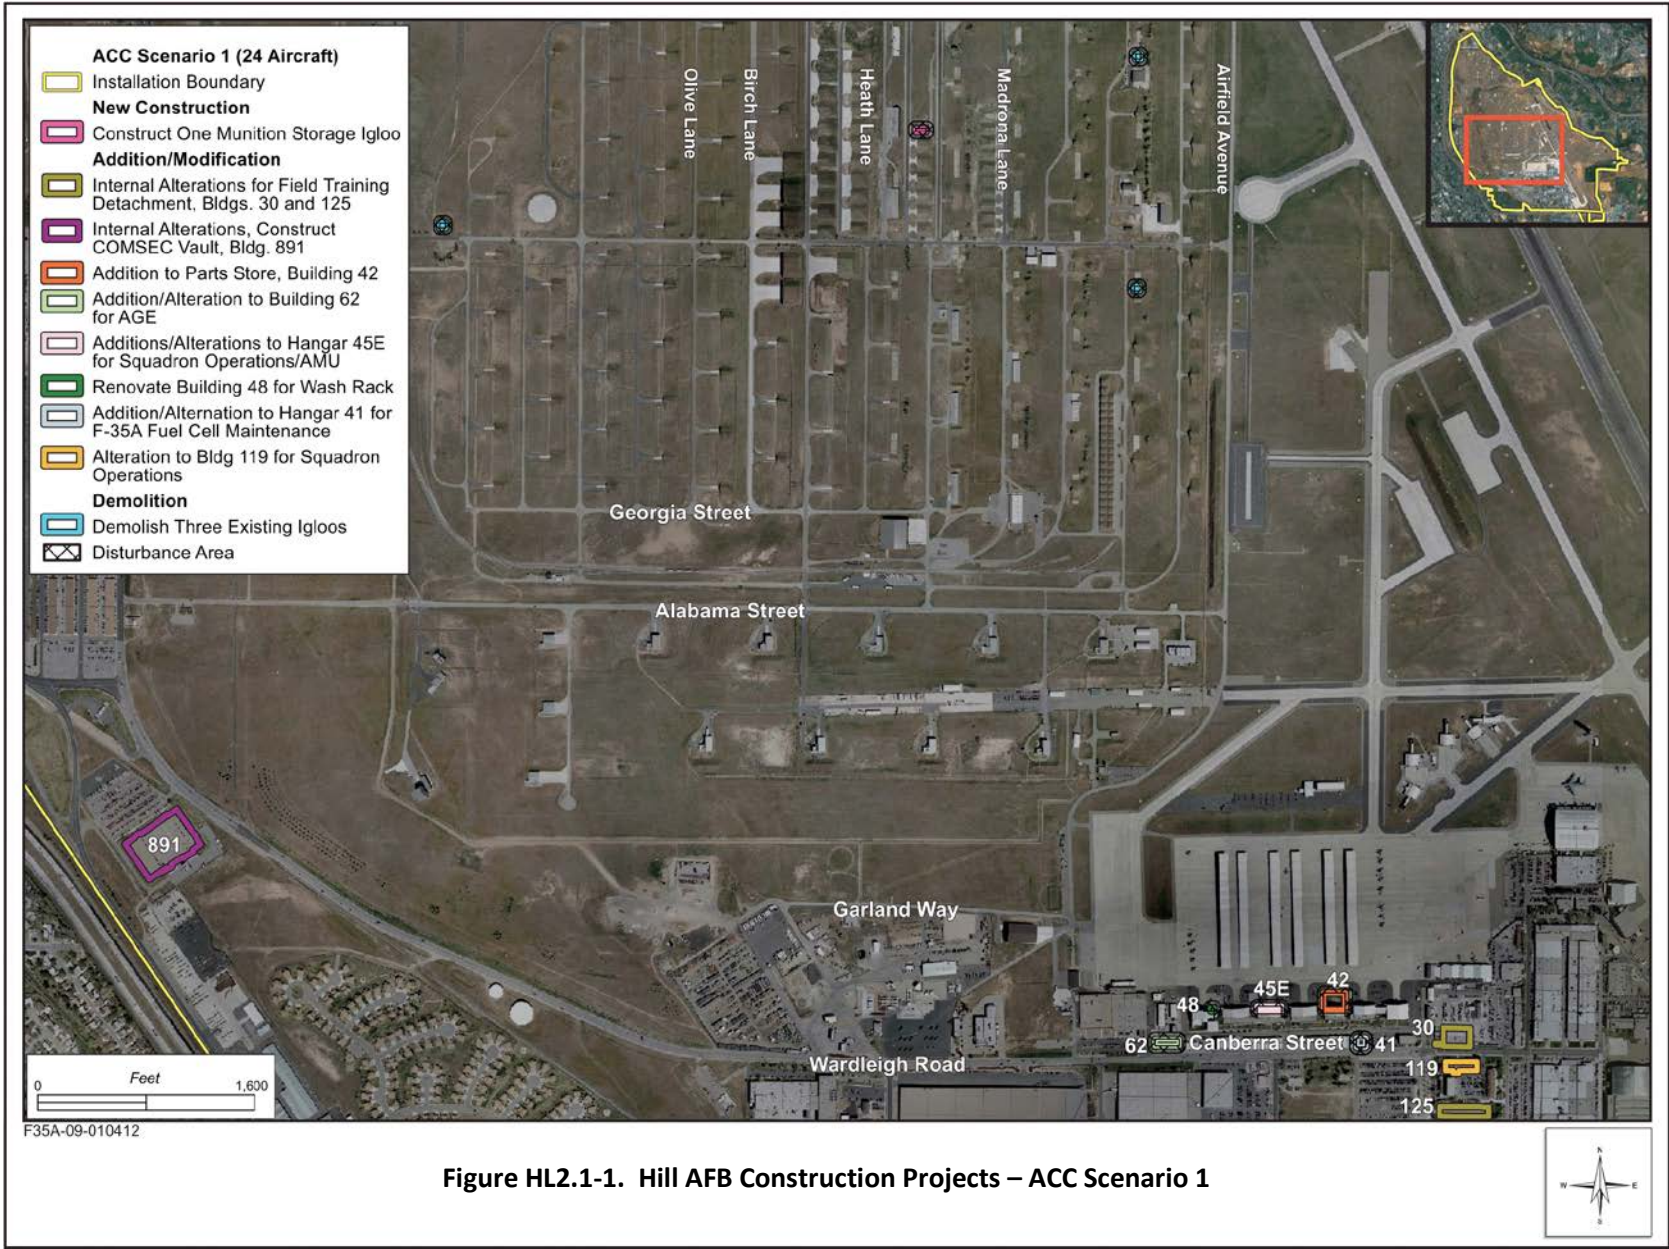 ACC Scenario 1 (24 Aircraft)
Installation Boundary
New Construction
Construct One Munition Storage Igloo
Addition/Modification
Internal Alterations for Field Training
Detachment, Bldgs. 30 and 125
Internal Alterations, Construct
COMSEC Vault, Bldg. 891
Addition to Parts Store, Building 42
Addition/Alteration to Building 62
for AGE
Additions/Alterations to Hangar 45E
for Squadron Operations/AMU
Renovate Building 48 for Wash Rack
Addition/Alternation to Hangar 41 for
F-35A Fuel Cell Maintenance
Alteration to Bldg 119 for Squadron
Operations
Demolition
Demolish Three Existing Igloos
Disturbance Area
Olive Lane
Birch Lane
Heath Lane
Madrona Lane
Airfield Avenue
Georgia Street
Alabama Street
891
Garland Way
42
45E
48
30
62
Canberra Street
41
Wardleigh Road
119
125
Feet
0
1,600
F35A-09-010412
Figure HL2.1-1. Hill AFB Construction Projects – ACC Scenario 1
N
W
E
S